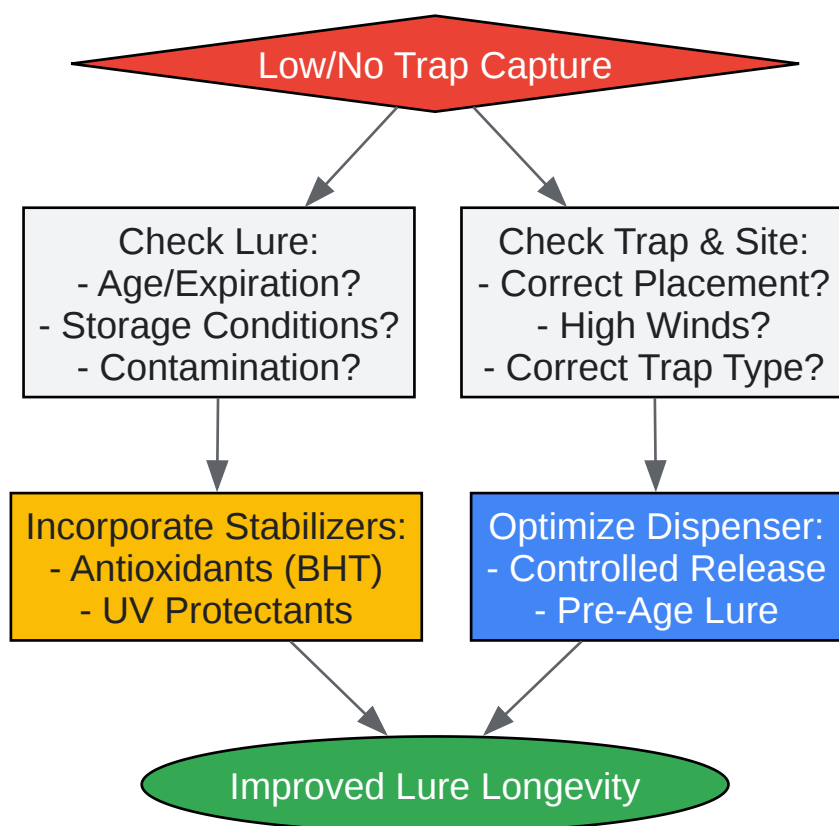 Low/No Trap Capture
Check Lure:
- Age/Expiration?
- Storage Conditions?
- Contamination?
Check Trap & Site:
- Correct Placement?
- High Winds?
- Correct Trap Type?
Incorporate Stabilizers:
- Antioxidants (BHT)
- UV Protectants
Optimize Dispenser:
- Controlled Release
- Pre-Age Lure
Improved Lure Longevity